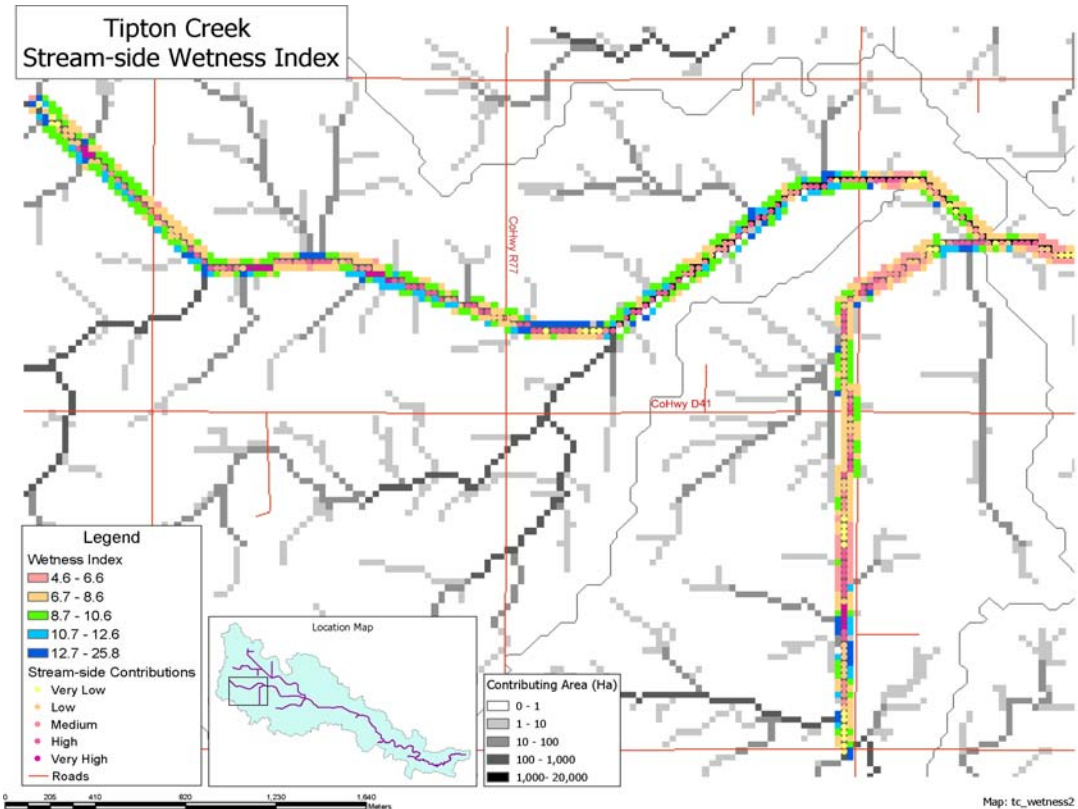 Tipton Creek
Stream-side Wetness Index
CoHwy R77
CoHwy D41
Legend
Wetness Index
4.6 - 6.6
6.7 - 8.6
8.7 - 10.6
10.7 - 12.6
12.7 - 25.8
Stream-side Contributions
Very Low
Low
Medium
High
Very High
Roads
Location Map
Contributing Area (Ha)
0 - 1
1 - 10
10 - 100
100 - 1,000
1,000- 20,000
0 205 410 820 1,230 1,640
Meters
Map: tc_wetness2